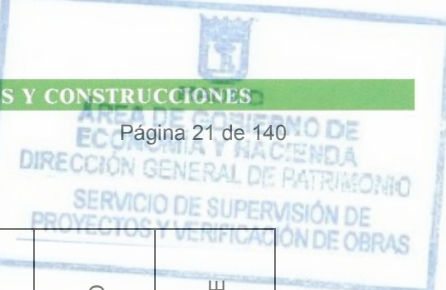 S Y CONSTRUCCIONES
ÁREA DE GOBIERNO DE
Página 21 de 140
ECONOMÍA Y HACIENDA
DIRECCIÓN GENERAL DE PATRIMONIO
SERVICIO DE SUPERVISIÓN DE
PROYECTOS Y VERIFICACIÓN DE OBRAS